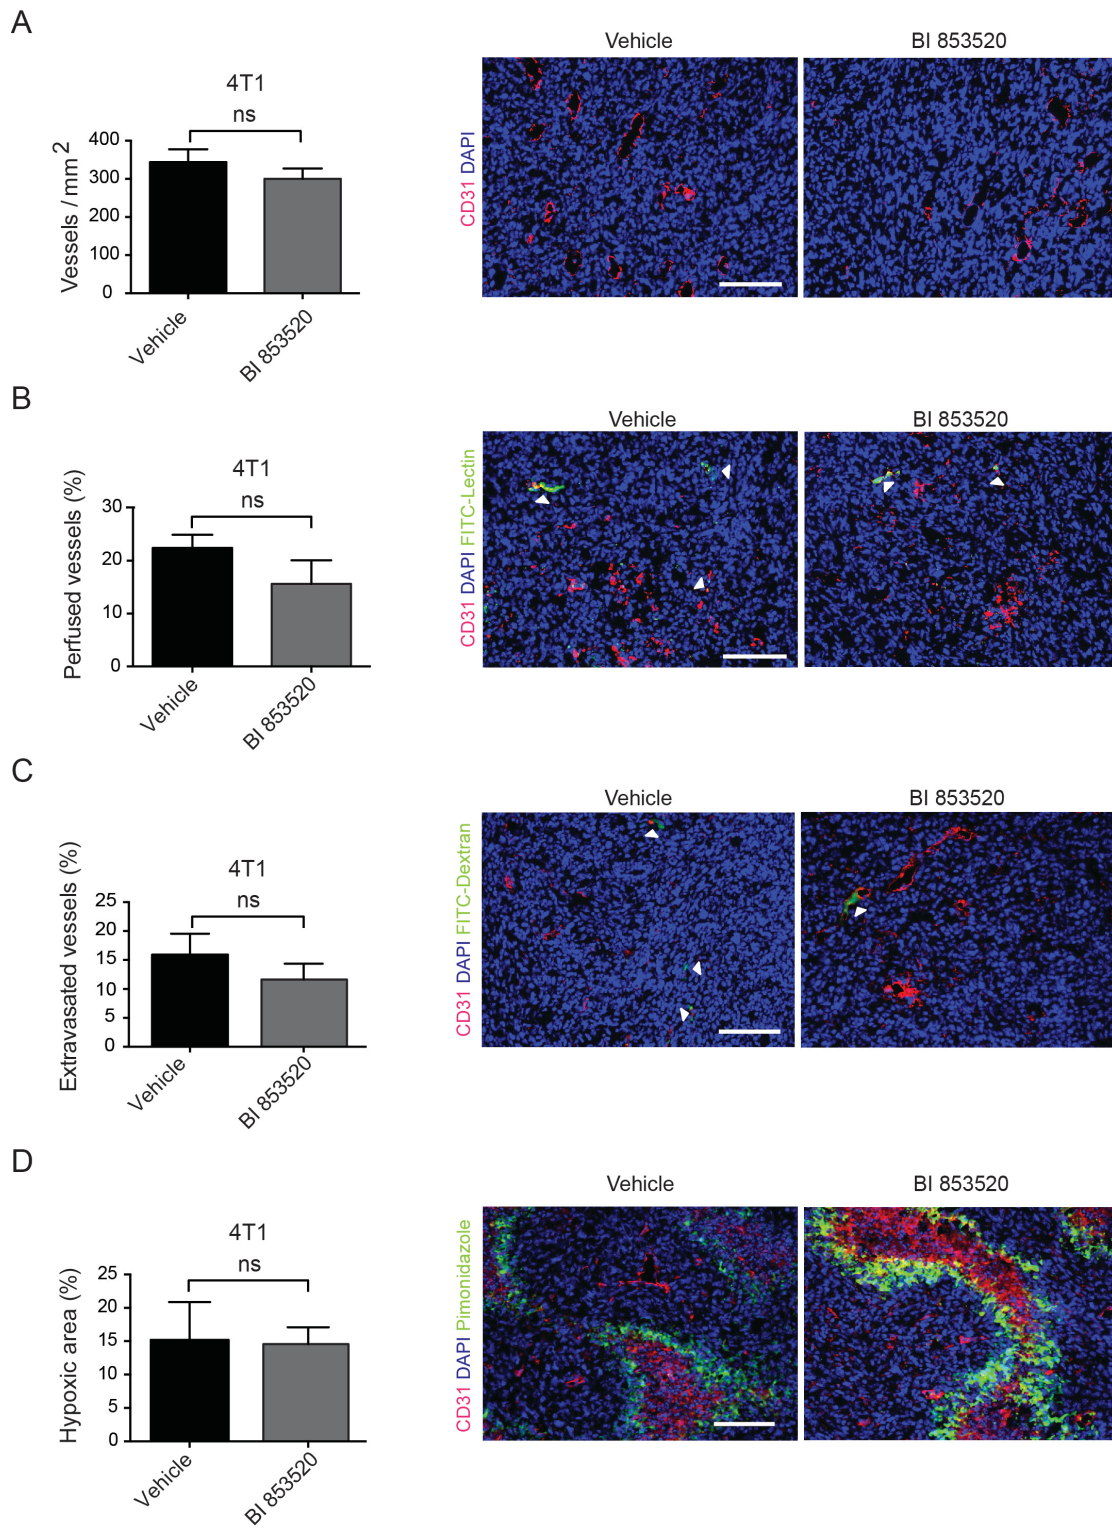 A
4T1
ns
Vessels / mm2
400
300
200
100
0
Vehicle
BI 853520
Vehicle
BI 853520
CD31 DAPI
B
4T1
ns
Perfused vessels (%)
30
20
10
0
Vehicle
BI 853520
Vehicle
BI 853520
CD31 DAPI FITC-Lectin
C
4T1
ns
Extravasated vessels (%)
25
20
15
10
5
0
Vehicle
BI 853520
Vehicle
BI 853520
CD31 DAPI FITC-Dextran
D
4T1
ns
Hypoxic area (%)
25
20
15
10
5
0
Vehicle
BI 853520
Vehicle
BI 853520
CD31 DAPI Pimonidazole